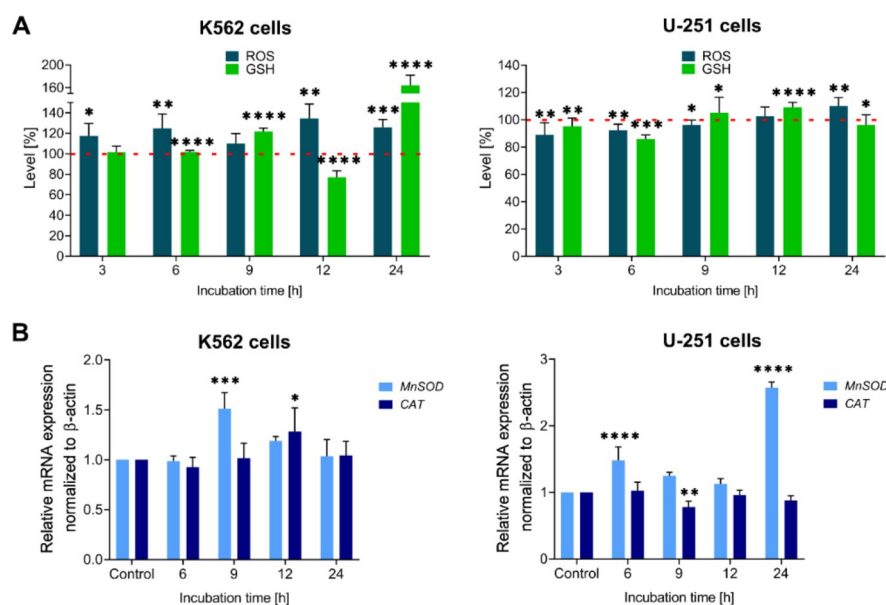 A
K562 cells
ROS
GSH
Level [%]
200
180
160
140
120
100
80
60
40
20
0
* ** **** **** ** **** *** ****
3 6 9 12 24
Incubation time [h]
U-251 cells
ROS
GSH
Level [%]
140
120
100
80
60
40
20
0
** ** ** *** * * **** ** *
3 6 9 12 24
Incubation time [h]
B
K562 cells
MnSOD
CAT
Relative mRNA expression
normalized to β-actin
2.0
1.5
1.0
0.5
0.0
*** *
Control 6 9 12 24
Incubation time [h]
U-251 cells
MnSOD
CAT
Relative mRNA expression
normalized to β-actin
3
2
1
0
**** ** ****
Control 6 9 12 24
Incubation time [h]